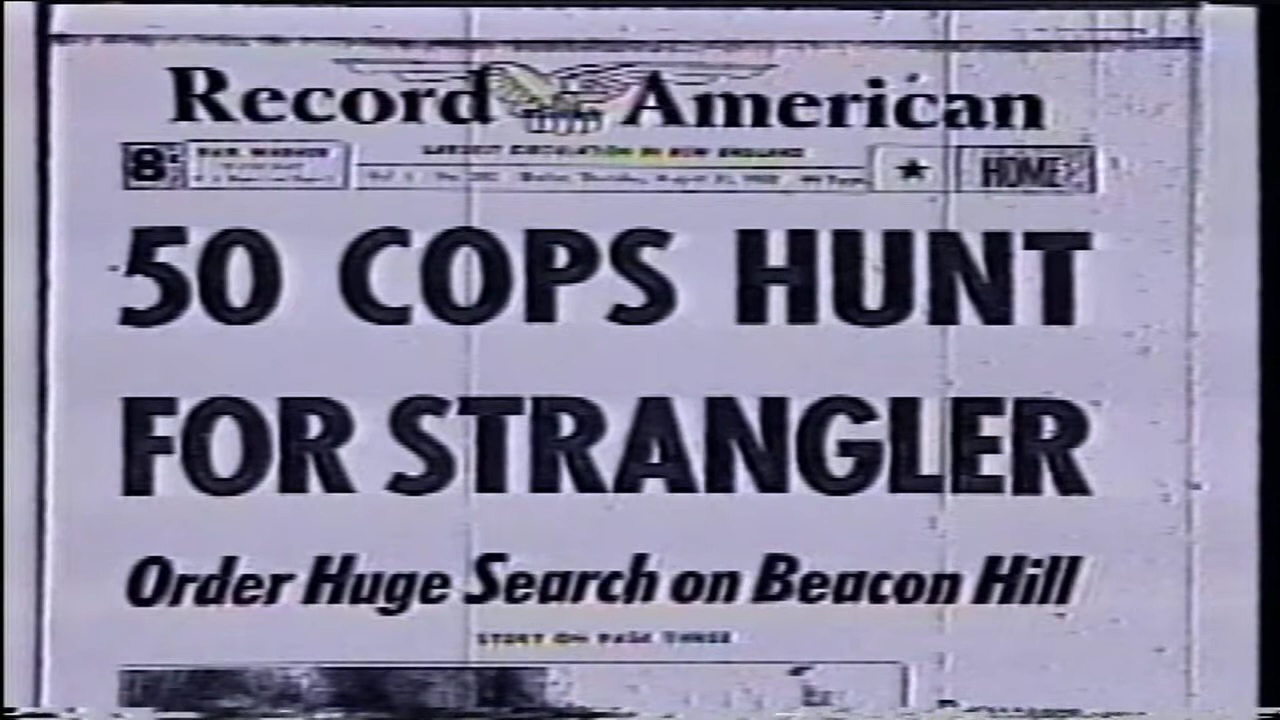 Record American
8¢
LARGEST CIRCULATION IN NEW ENGLAND
★
HOME
50 COPS HUNT
FOR STRANGLER
Order Huge Search on Beacon Hill
STORY ON PAGE THREE